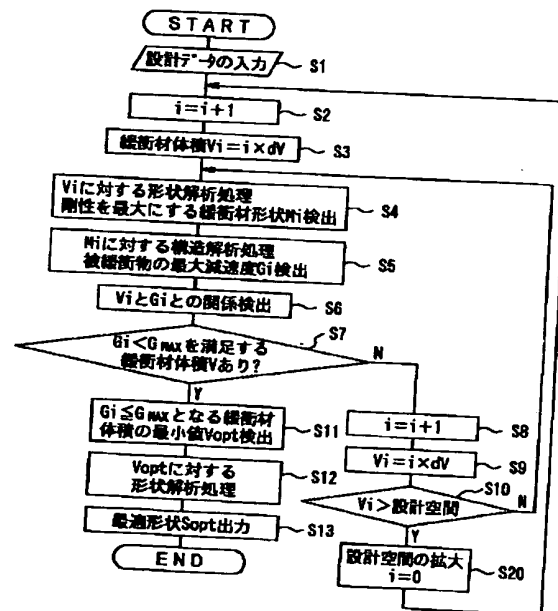 START
設計データの入力
S1
i=i+1
S2
緩衝材体積Vi=i×dV
S3
Viに対する形状解析処理
剛性を最大にする緩衝材形状Mi検出
S4
Miに対する構造解析処理
被緩衝物の最大減速度Gi検出
S5
ViとGiとの関係検出
S6
Gi<GMAXを満足する
緩衝材体積Vあり?
S7
N
Y
Gi≦GMAXとなる緩衝材
体積の最小値Vopt検出
S11
Voptに対する
形状解析処理
S12
最適形状Sopt出力
S13
END
i=i+1
S8
Vi=i×dV
S9
Vi>設計空間
S10
N
Y
設計空間の拡大
i=0
S20